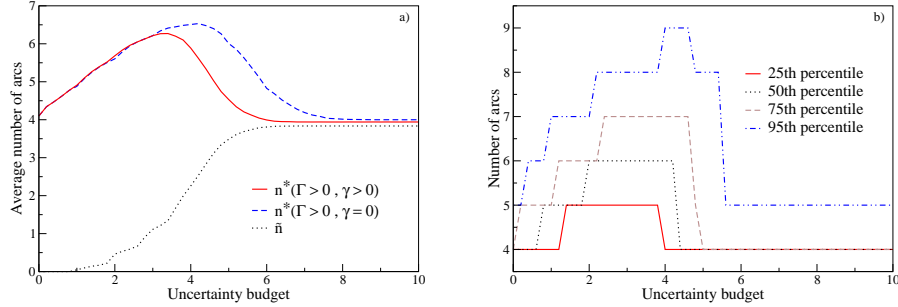 a)
7
6
5
4
3
2
1
0
Average number of arcs
n*(Γ > 0 , γ > 0)
n*(Γ > 0 , γ = 0)
ñ
0 2 4 6 8 10
Uncertainty budget
b)
9
8
7
6
5
4
3
Number of arcs
25th percentile
50th percentile
75th percentile
95th percentile
0 2 4 6 8 10
Uncertainty budget